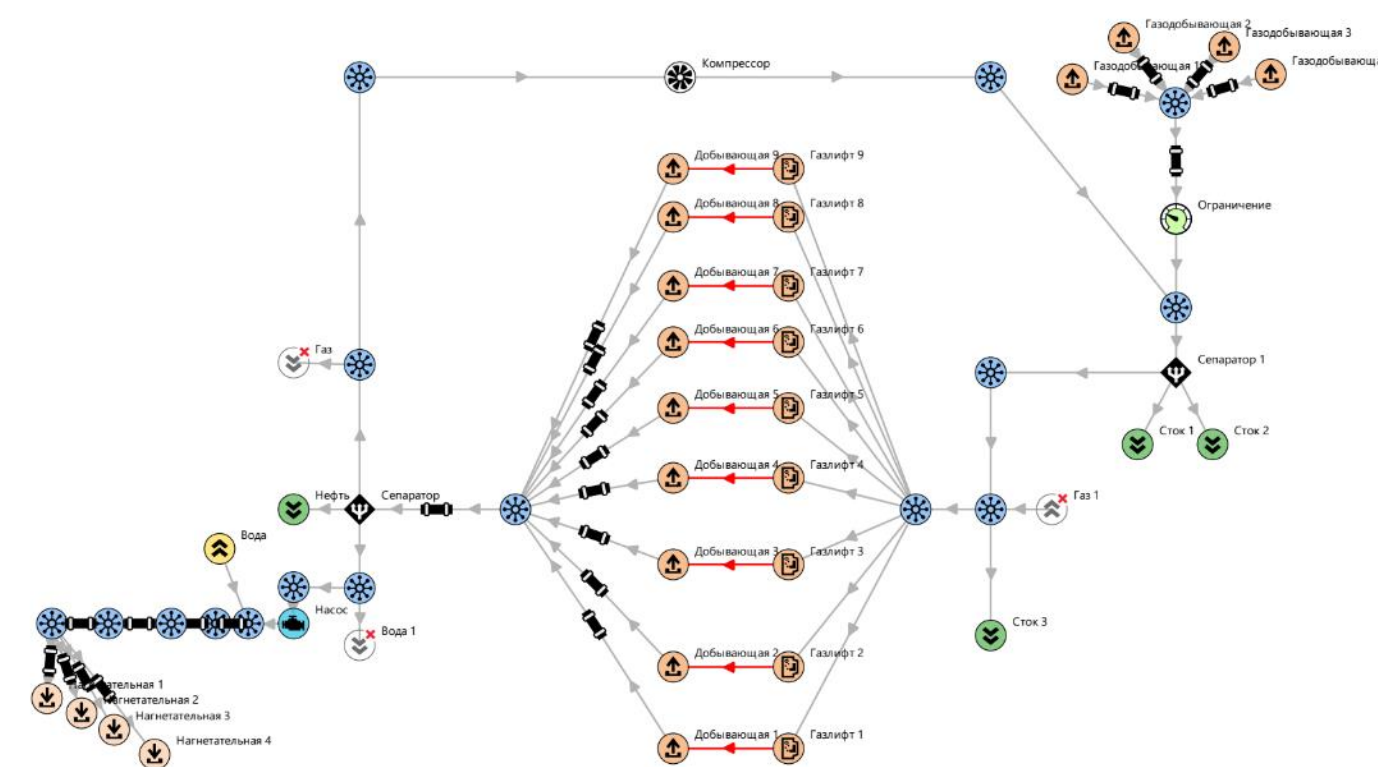 Газодобывающая 2
Газодобывающая 3
Компрессор
Газодобывающая 1
Газодобывающа
Добывающая 9
Газлифт 9
Добывающая 8
Газлифт 8
Ограничение
Добывающая 7
Газлифт 7
Добывающая 6
Газлифт 6
Газ
Сепаратор 1
Добывающая 5
Газлифт 5
Сток 1
Сток 2
Добывающая 4
Газлифт 4
Нефть
Сепаратор
Газ 1
Вода
Добывающая 3
Газлифт 3
Насос
Вода 1
Сток 3
Добывающая 2
Газлифт 2
Нагнетательная 1
Нагнетательная 2
Нагнетательная 3
Нагнетательная 4
Добывающая 1
Газлифт 1